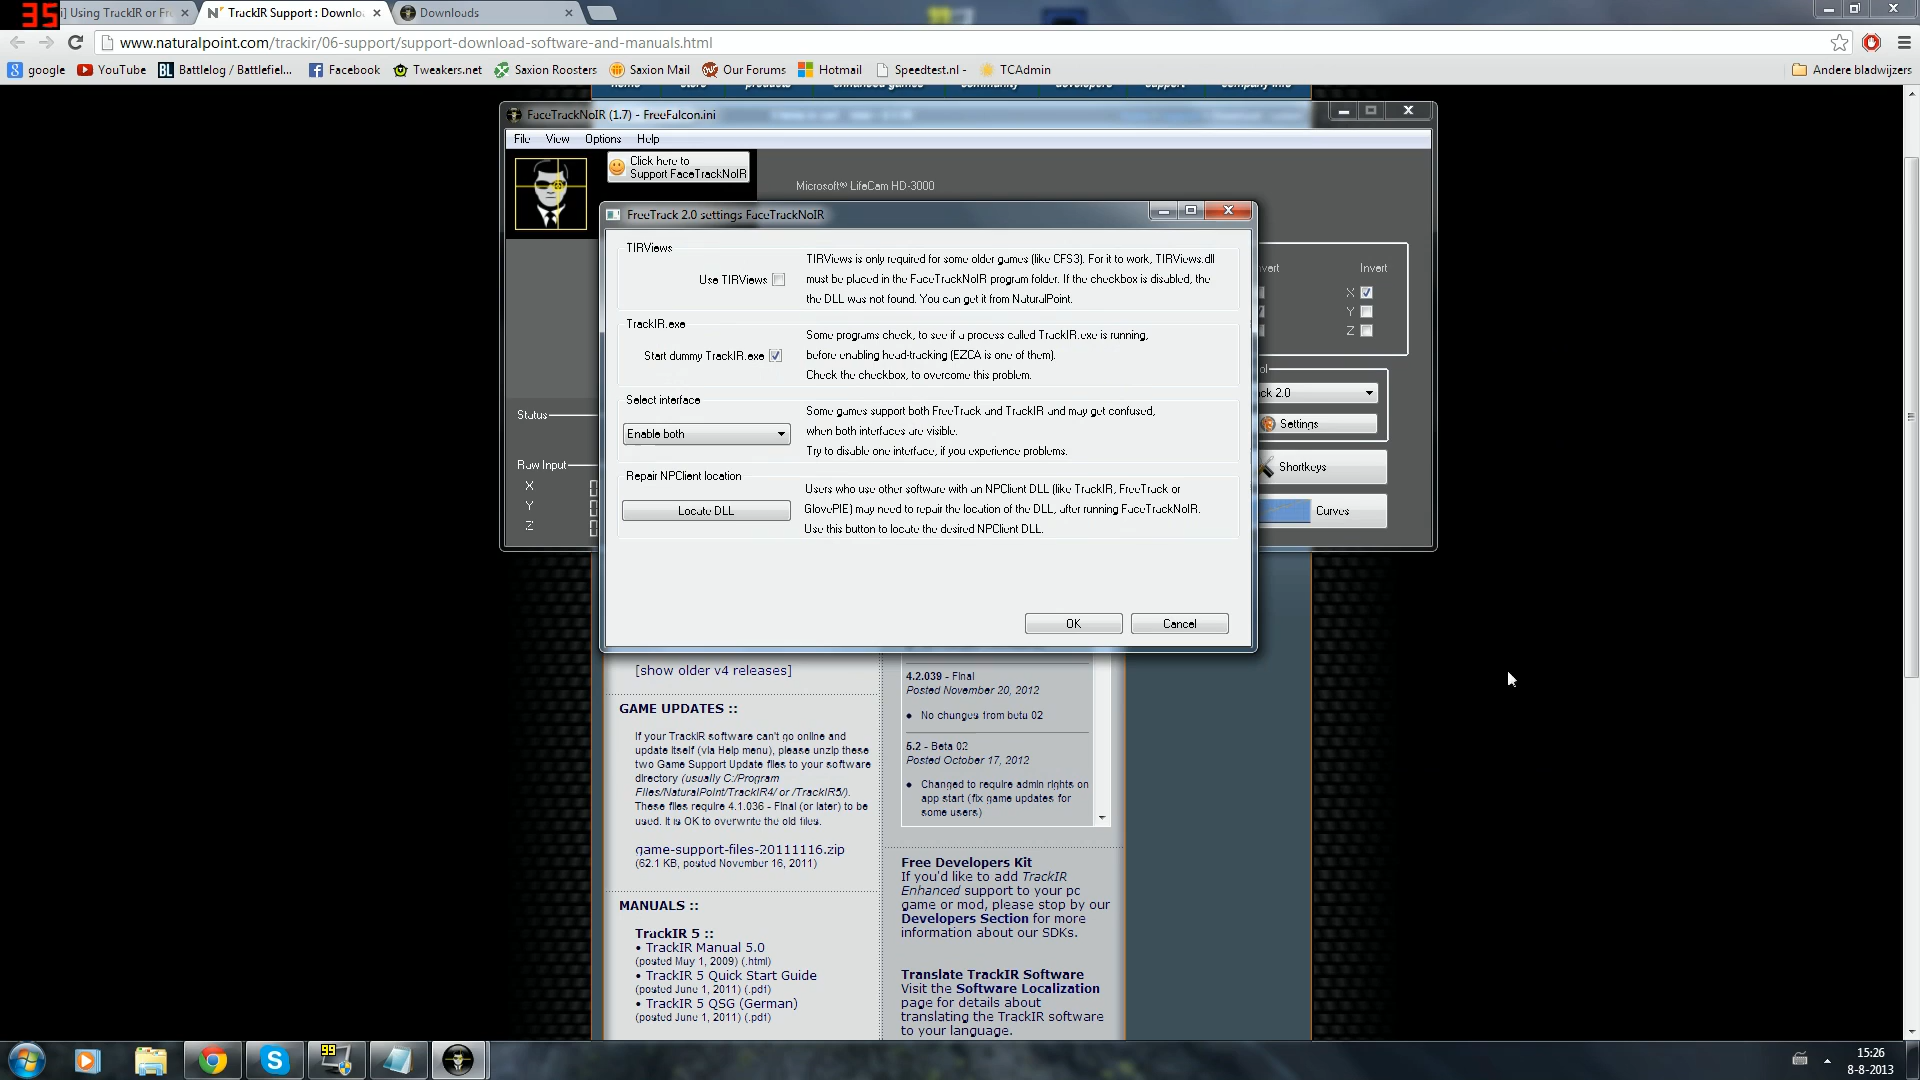 35
i] Using TrackIR or Fr
TrackIR Support : Downlo
Downloads
99
www.naturalpoint.com/trackir/06-support/support-download-software-and-manuals.html
google
YouTube
Battlelog / Battlefiel...
Facebook
Tweakers.net
Saxion Roosters
Saxion Mail
Our Forums
Hotmail
Speedtest.nl -
TCAdmin
Andere bladwijzers
home store products enhanced games community developers support company info
FaceTrackNoIR (1.7) - FreeFalcon.ini
File View Options Help
Click here to
Support FaceTrackNoIR
Microsoft® LifeCam HD-3000
FreeTrack 2.0 settings FaceTrackNoIR
TIRViews
Use TIRViews
TIRViews is only required for some older games (like CFS3). For it to work, TIRViews.dll
must be placed in the FaceTrackNoIR program folder. If the checkbox is disabled, the
the DLL was not found. You can get it from NaturalPoint.
TrackIR.exe
Start dummy TrackIR.exe
Some programs check, to see if a process called TrackIR.exe is running,
before enabling head-tracking (EZCA is one of them).
Check the checkbox, to overcome this problem.
Select interface
Enable both
Some games support both FreeTrack and TrackIR and may get confused,
when both interfaces are visible.
Try to disable one interface, if you experience problems.
Repair NPClient location
Locate DLL
Users who use other software with an NPClient DLL (like TrackIR, FreeTrack or
GlovePIE) may need to repair the location of the DLL, after running FaceTrackNoIR.
Use this button to locate the desired NPClient DLL.
OK
Cancel
vert
Invert
X
Y
Z
ol
ck 2.0
Settings
Shortkeys
Curves
Status
Raw Input
X
Y
Z
[show older v4 releases]
GAME UPDATES ::
If your TrackIR software can't go online and
update itself (via Help menu), please unzip these
two Game Support Update files to your software
directory (usually C:/Program
Files/NaturalPoint/TrackIR4/ or /TrackIR5/).
These files require 4.1.036 - Final (or later) to be
used. It is OK to overwrite the old files.
game-support-files-20111116.zip
(62.1 KB, posted November 16, 2011)
MANUALS ::
TrackIR 5 ::
• TrackIR Manual 5.0
(posted May 1, 2009) (.html)
• TrackIR 5 Quick Start Guide
(posted June 1, 2011) (.pdf)
• TrackIR 5 QSG (German)
(posted June 1, 2011) (.pdf)
4.2.039 - Final
Posted November 20, 2012
• No changes from beta 02
5.2 - Beta 02
Posted October 17, 2012
• Changed to require admin rights on
app start (fix game updates for
some users)
Free Developers Kit
If you'd like to add TrackIR
Enhanced support to your pc
game or mod, please stop by our
Developers Section for more
information about our SDKs.
Translate TrackIR Software
Visit the Software Localization
page for details about
translating the TrackIR software
to your language.
99
15:26
8-8-2013